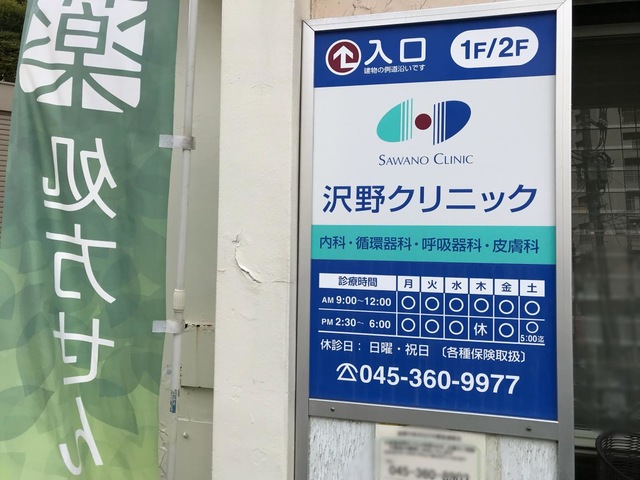 薬
処方せん
入口
建物の側道沿いです
1F/2F
SAWANO CLINIC
沢野クリニック
内科・循環器科・呼吸器科・皮膚科
診療時間 月 火 水 木 金 土
AM 9:00~12:00 ○ ○ ○ ○ ○ ○
PM 2:30~ 6:00 ○ ○ ○ 休 ○ ○
5:00迄
休診日: 日曜・祝日 〔各種保険取扱〕
☎045-360-9977